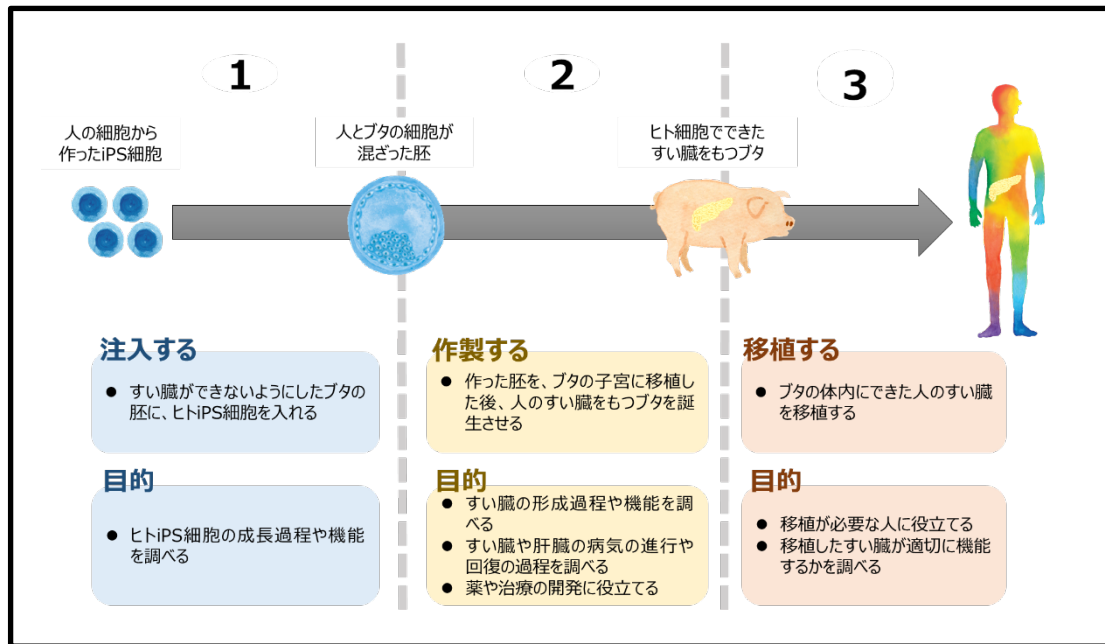 1
2
3
人の細胞から
作ったiPS細胞
人とブタの細胞が
混ざった胚
ヒト細胞でできた
すい臓をもつブタ
注入する
● すい臓ができないようにしたブタの
胚に、ヒトiPS細胞を入れる
作製する
● 作った胚を、ブタの子宮に移植し
た後、人のすい臓をもつブタを誕
生させる
移植する
● ブタの体内にできた人のすい臓
を移植する
目的
● ヒトiPS細胞の成長過程や機能
を調べる
目的
● すい臓の形成過程や機能を調
べる
● すい臓や肝臓の病気の進行や
回復の過程を調べる
● 薬や治療の開発に役立てる
目的
● 移植が必要な人に役立てる
● 移植したすい臓が適切に機能
するかを調べる